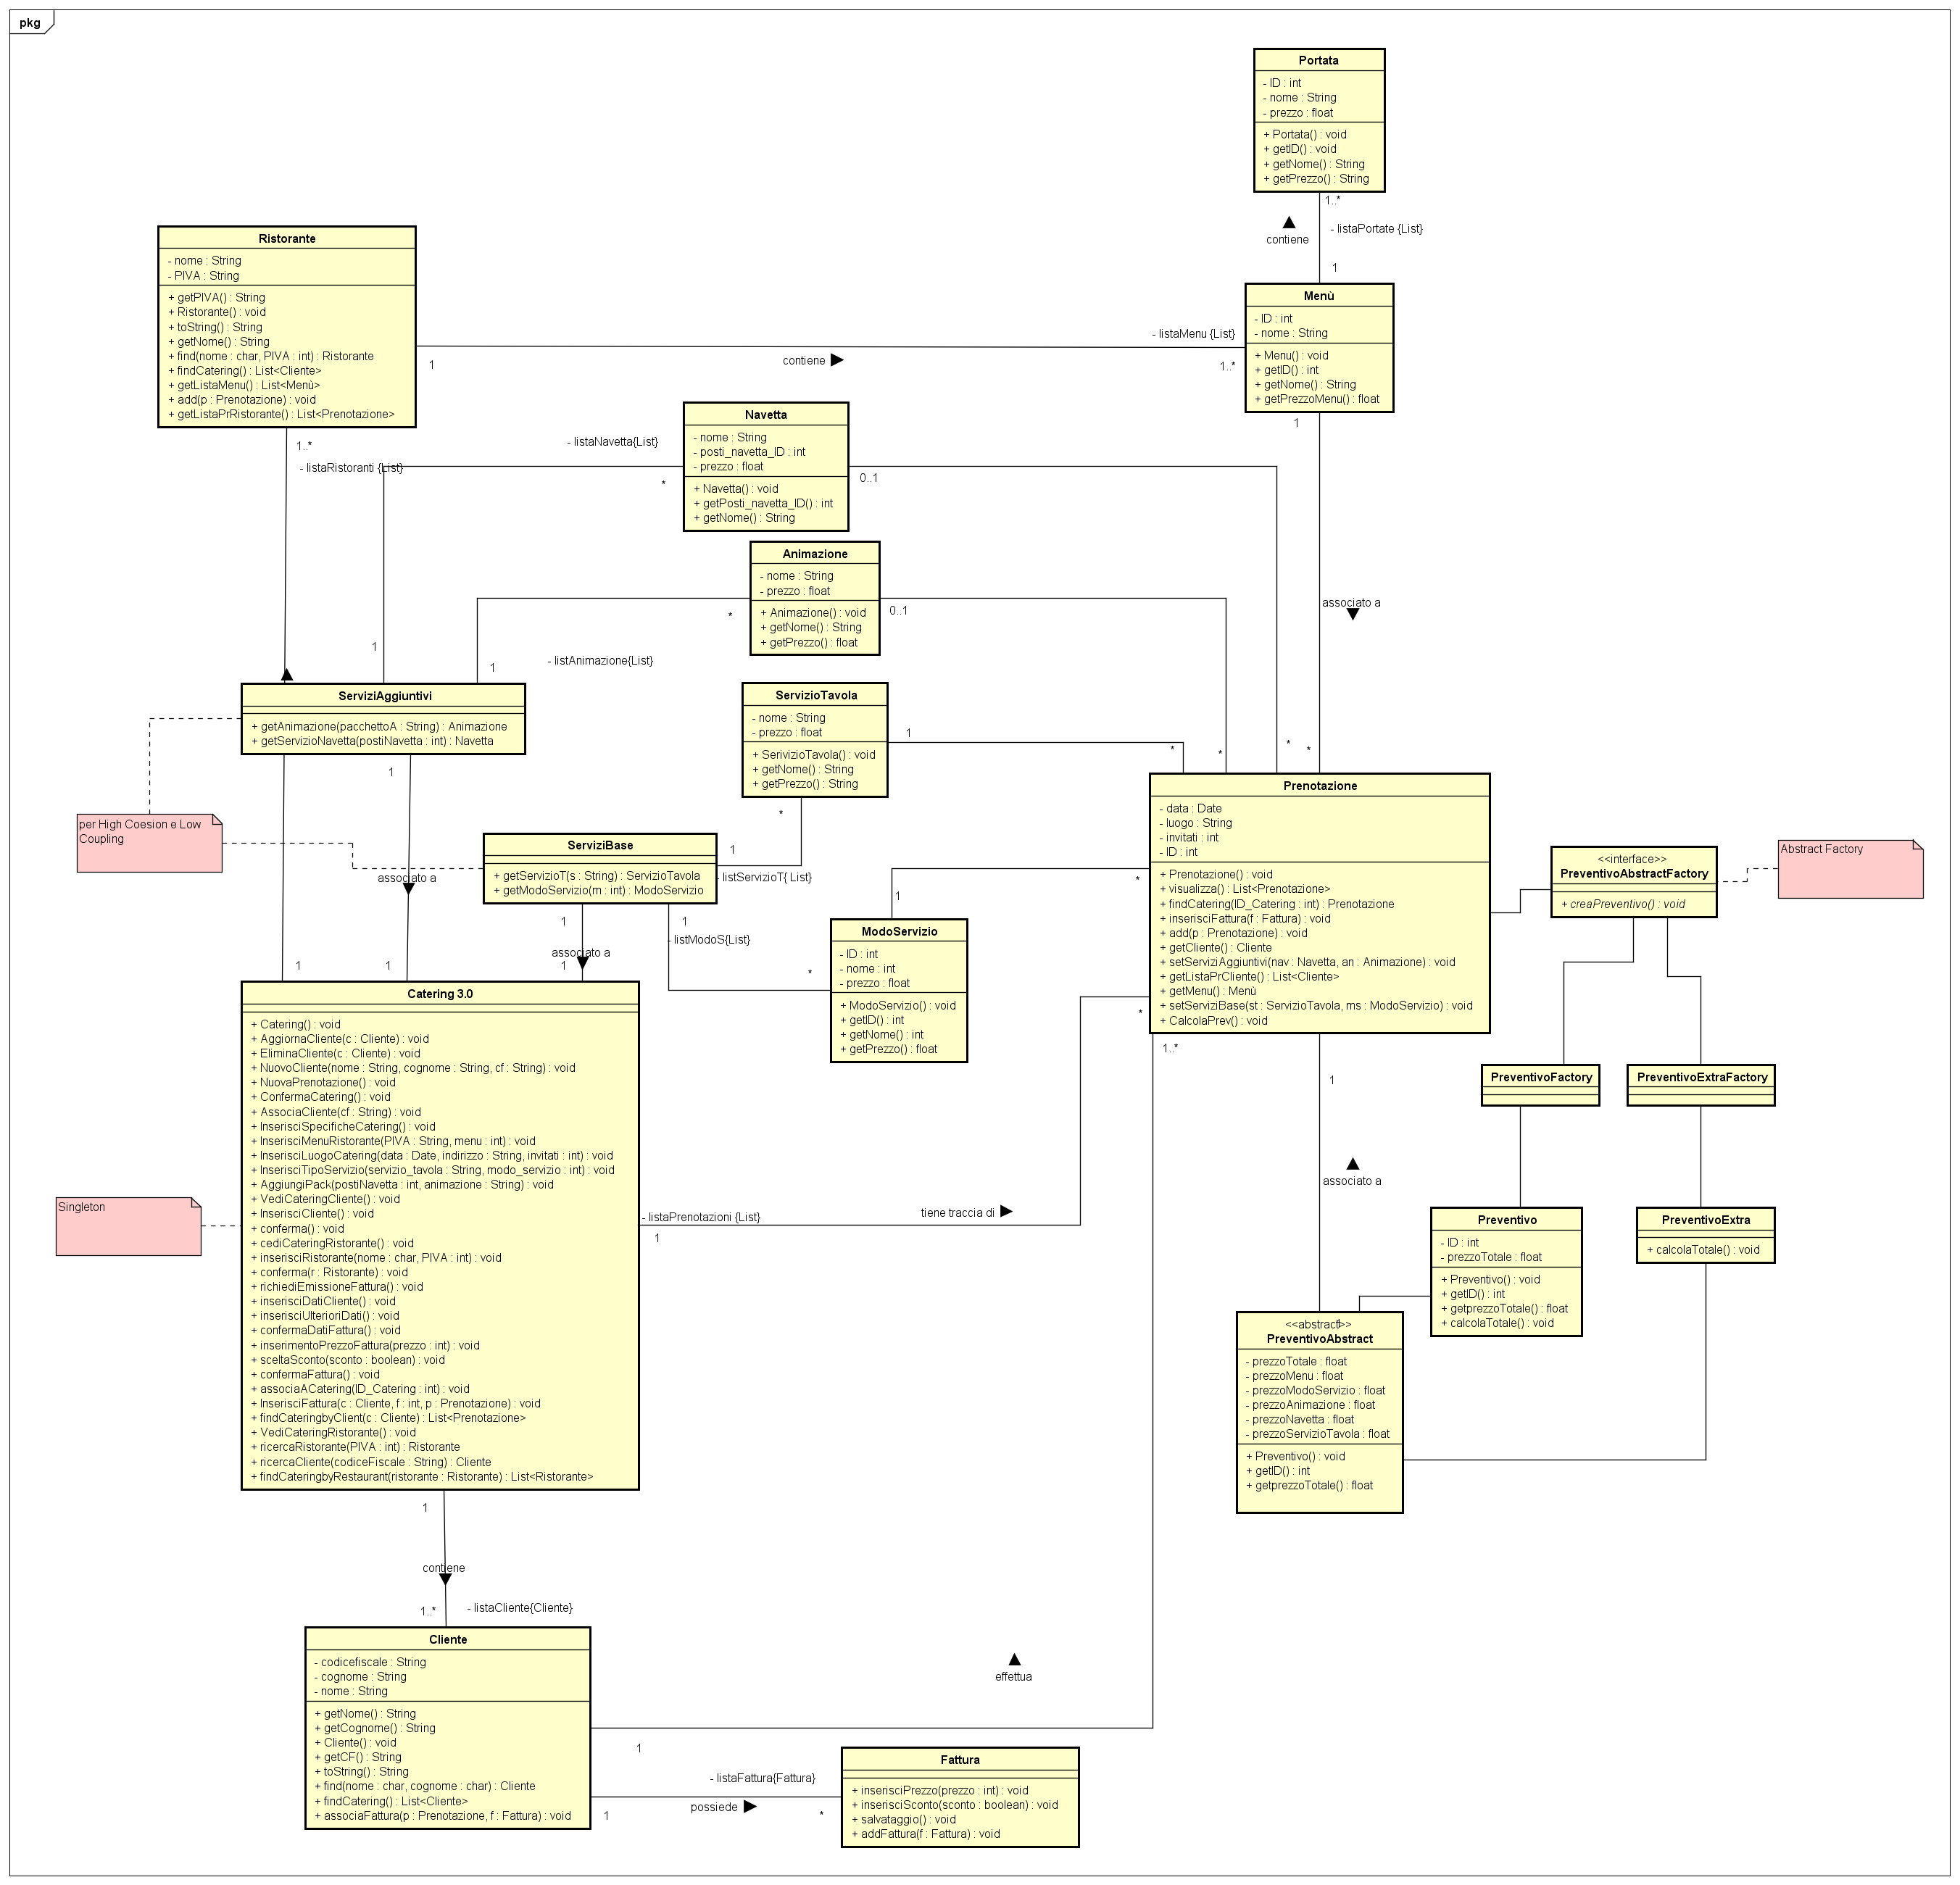 pkg
Portata
- ID : int
- nome : String
- prezzo : float
+ Portata() : void
+ getID() : void
+ getNome() : String
+ getPrezzo() : String
1..*
- listaPortate {List}
contiene
1
Ristorante
- nome : String
- PIVA : String
+ getPIVA() : String
+ Ristorante() : void
+ toString() : String
+ getNome() : String
+ find(nome : char, PIVA : int) : Ristorante
+ findCatering() : List<Cliente>
+ getListaMenu() : List<Menù>
+ add(p : Prenotazione) : void
+ getListaPrRistorante() : List<Prenotazione>
1
contiene
- listaMenu {List}
1..*
Menù
- ID : int
- nome : String
+ Menu() : void
+ getID() : int
+ getNome() : String
+ getPrezzoMenu() : float
1
associato a
*
1..*
- listaRistoranti {List}
- listaNavetta{List}
*
1
Navetta
- nome : String
- posti_navetta_ID : int
- prezzo : float
+ Navetta() : void
+ getPosti_navetta_ID() : int
+ getNome() : String
0..1
*
Animazione
- nome : String
- prezzo : float
+ Animazione() : void
+ getNome() : String
+ getPrezzo() : float
0..1
*
*
1
- listAnimazione{List}
ServiziAggiuntivi
+ getAnimazione(pacchettoA : String) : Animazione
+ getServizioNavetta(postiNavetta : int) : Navetta
1
associato a
1
1
ServizioTavola
- nome : String
- prezzo : float
+ SerivizioTavola() : void
+ getNome() : String
+ getPrezzo() : String
1
*
*
1
- listServizioT{ List}
per High Coesion e Low
Coupling
ServiziBase
+ getServizioT(s : String) : ServizioTavola
+ getModoServizio(m : int) : ModoServizio
1
associato a
1
1
- listModoS{List}
*
ModoServizio
- ID : int
- nome : int
- prezzo : float
+ ModoServizio() : void
+ getID() : int
+ getNome() : int
+ getPrezzo() : float
1
*
Prenotazione
- data : Date
- luogo : String
- invitati : int
- ID : int
+ Prenotazione() : void
+ visualizza() : List<Prenotazione>
+ findCatering(ID_Catering : int) : Prenotazione
+ inserisciFattura(f : Fattura) : void
+ add(p : Prenotazione) : void
+ getCliente() : Cliente
+ setServiziAggiuntivi(nav : Navetta, an : Animazione) : void
+ getListaPrCliente() : List<Cliente>
+ getMenu() : Menù
+ setServiziBase(st : ServizioTavola, ms : ModoServizio) : void
+ CalcolaPrev() : void
*
1..*
1
associato a
<<interface>>
PreventivoAbstractFactory
+ creaPreventivo() : void
Abstract Factory
PreventivoFactory
PreventivoExtraFactory
Preventivo
- ID : int
- prezzoTotale : float
+ Preventivo() : void
+ getID() : int
+ getprezzoTotale() : float
+ calcolaTotale() : void
PreventivoExtra
+ calcolaTotale() : void
<<abstract>>
PreventivoAbstract
- prezzoTotale : float
- prezzoMenu : float
- prezzoModoServizio : float
- prezzoAnimazione : float
- prezzoNavetta : float
- prezzoServizioTavola : float
+ Preventivo() : void
+ getID() : int
+ getprezzoTotale() : float
Catering 3.0
+ Catering() : void
+ AggiornaCliente(c : Cliente) : void
+ EliminaCliente(c : Cliente) : void
+ NuovoCliente(nome : String, cognome : String, cf : String) : void
+ NuovaPrenotazione() : void
+ ConfermaCatering() : void
+ AssociaCliente(cf : String) : void
+ InserisciSpecificheCatering() : void
+ InserisciMenuRistorante(PIVA : String, menu : int) : void
+ InserisciLuogoCatering(data : Date, indirizzo : String, invitati : int) : void
+ InserisciTipoServizio(servizio_tavola : String, modo_servizio : int) : void
+ AggiungiPack(postiNavetta : int, animazione : String) : void
+ VediCateringCliente() : void
+ InserisciCliente() : void
+ conferma() : void
+ cediCateringRistorante() : void
+ inserisciRistorante(nome : char, PIVA : int) : void
+ conferma(r : Ristorante) : void
+ richiediEmissioneFattura() : void
+ inserisciDatiCliente() : void
+ inserisciUlterioriDati() : void
+ confermaDatiFattura() : void
+ inserimentoPrezzoFattura(prezzo : int) : void
+ sceltaSconto(sconto : boolean) : void
+ confermaFattura() : void
+ associaACatering(ID_Catering : int) : void
+ InserisciFattura(c : Cliente, f : int, p : Prenotazione) : void
+ findCateringbyClient(c : Cliente) : List<Prenotazione>
+ VediCateringRistorante() : void
+ ricercaRistorante(PIVA : int) : Ristorante
+ ricercaCliente(codiceFiscale : String) : Cliente
+ findCateringbyRestaurant(ristorante : Ristorante) : List<Ristorante>
Singleton
- listaPrenotazioni {List}
1
tiene traccia di
1
contiene
1..*
- listaCliente{Cliente}
Cliente
- codicefiscale : String
- cognome : String
- nome : String
+ getNome() : String
+ getCognome() : String
+ Cliente() : void
+ getCF() : String
+ toString() : String
+ find(nome : char, cognome : char) : Cliente
+ findCatering() : List<Cliente>
+ associaFattura(p : Prenotazione, f : Fattura) : void
effettua
1
- listaFattura{Fattura}
possiede
1
*
Fattura
+ inserisciPrezzo(prezzo : int) : void
+ inserisciSconto(sconto : boolean) : void
+ salvataggio() : void
+ addFattura(f : Fattura) : void